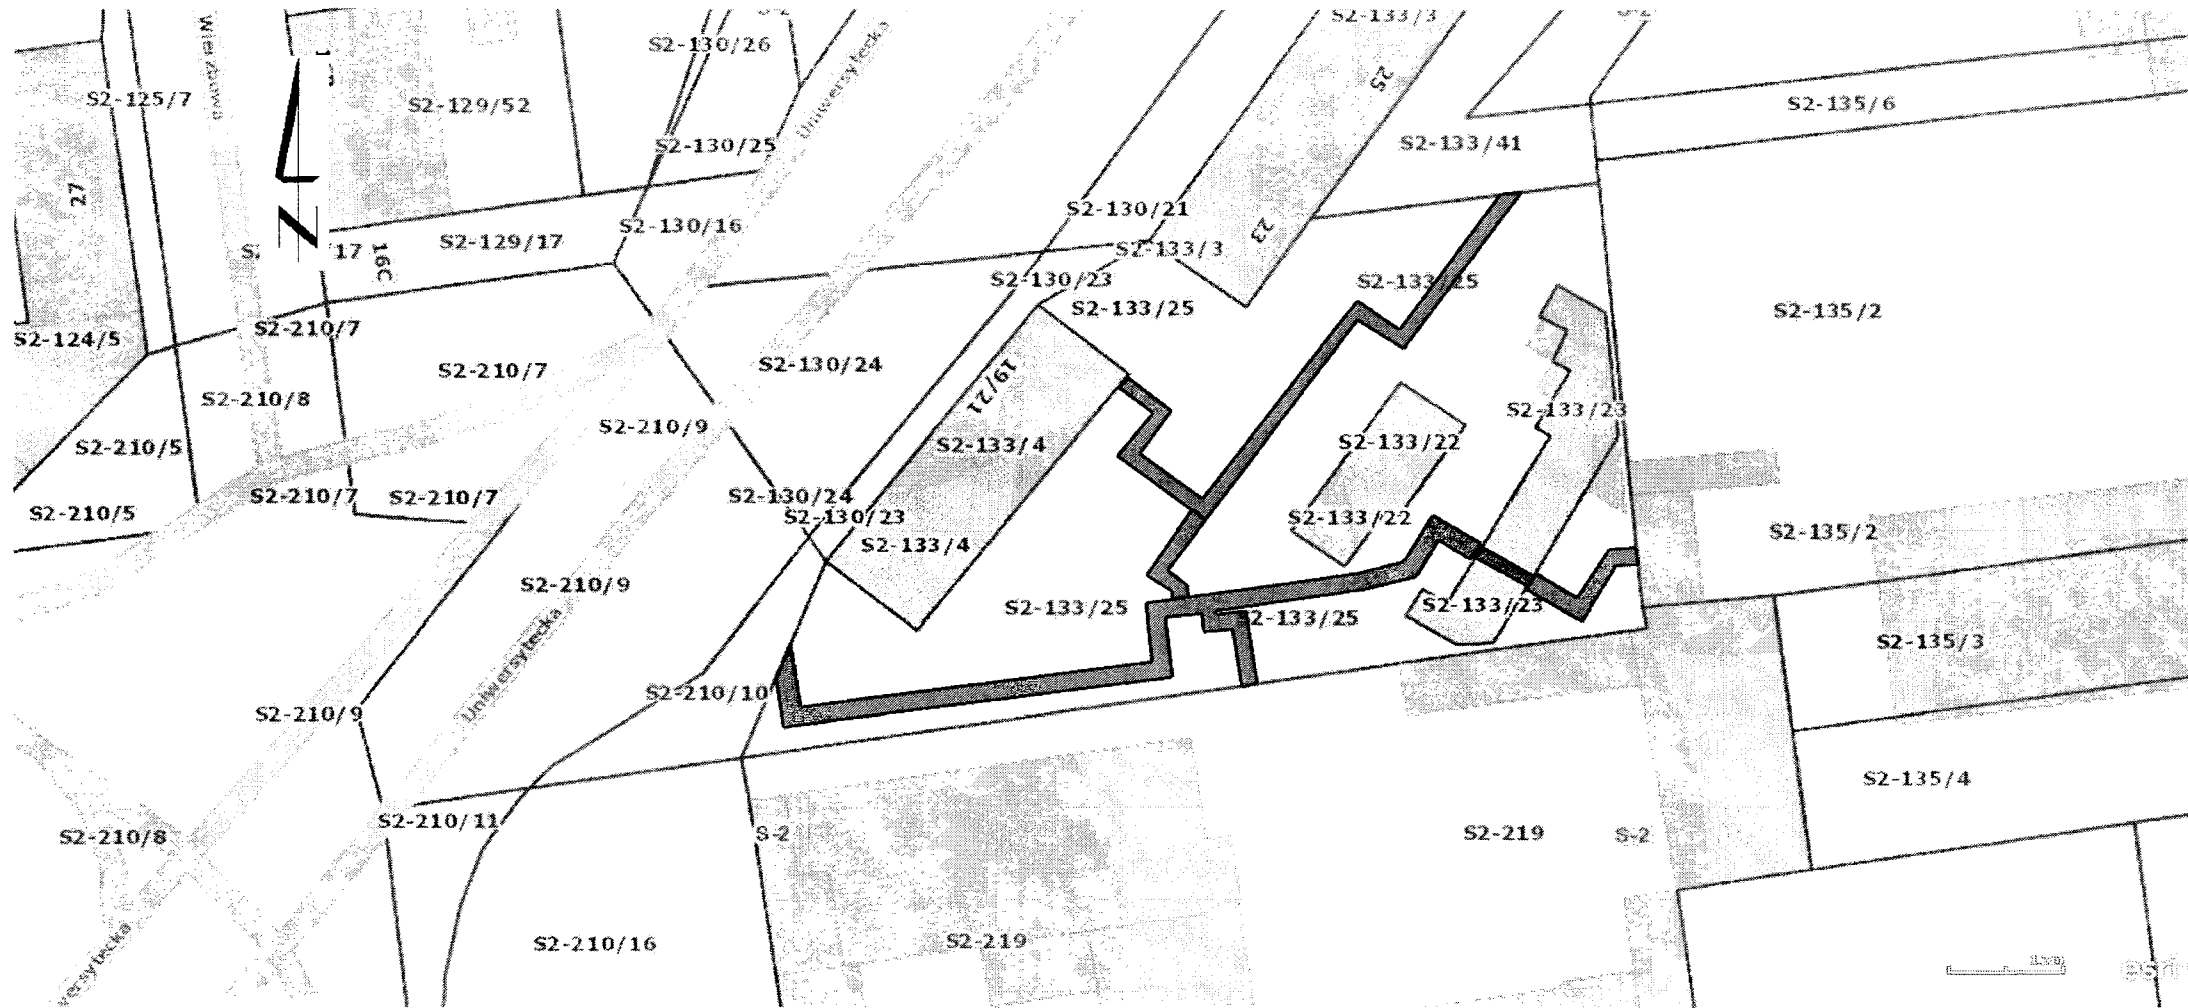 S2-133/3
S2-130/26
25
S2-125/7
S2-129/52
Wierzbowa
Uniwersytecka
S2-135/6
S2-130/25
S2-133/41
27
S2-130/21
S2-130/16
23
S2-129/17
17
16C
S2-133/3
S2-130/23
S2-133/25
S2-133/25
S2-135/2
S2-210/7
S2-124/5
S2-210/7
S2-130/24
19/21
S2-210/8
S2-133/23
S2-210/9
S2-133/22
S2-133/4
S2-210/5
S2-210/7
S2-210/7
S2-130/24
S2-210/5
S2-130/23
S2-133/22
S2-135/2
S2-133/4
S2-210/9
S2-133/25
S2-133/25
S2-133/23
Uniwersytecka
S2-135/3
S2-210/10
S2-210/9
S2-135/4
S2-210/11
S2-210/8
S-2
S2-219
S-2
S2-210/16
S2-219
wersytecka
esri